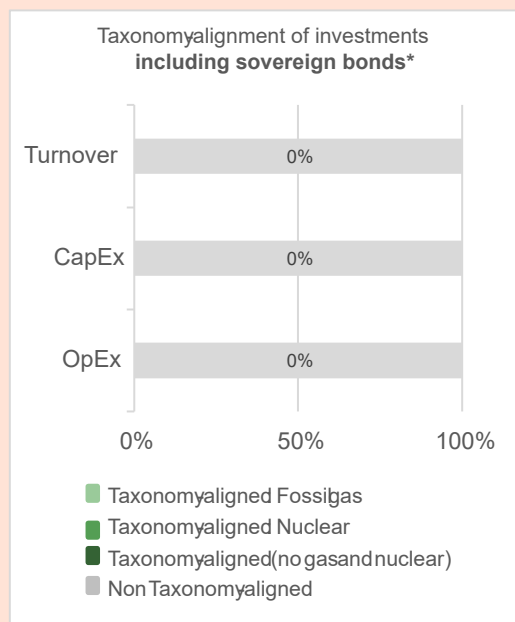 Taxonomy-alignment of investments
including sovereign bonds*
Turnover
0%
CapEx
0%
OpEx
0%
0%
50%
100%
Taxonomy-aligned: Fossil gas
Taxonomy-aligned: Nuclear
Taxonomy-aligned (no gas and nuclear)
Non Taxonomy-aligned